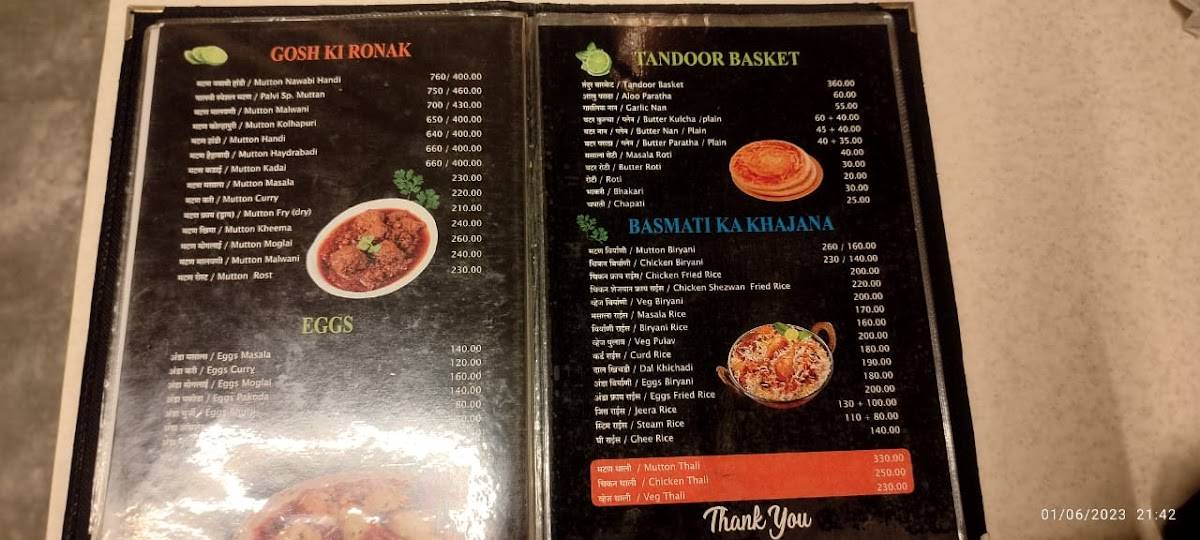 GOSH KI RONAK
मटण नवाबी हांडी / Mutton Nawabi Handi 760/ 400.00
पालवी स्पेशल मटण / Palvi Sp. Muttan 750 / 460.00
मटण मालवणी / Mutton Malwani 700 / 430.00
मटण कोल्हापुरी / Mutton Kolhapuri 650 / 400.00
मटण हांडी / Mutton Handi 640 / 400.00
मटण हैद्राबादी / Mutton Haydrabadi 660 / 400.00
मटण कडाई / Mutton Kadai 660 / 400.00
मटण मसाला / Mutton Masala 230.00
मटण करी / Mutton Curry 220.00
मटण फ्राय (ड्राय) / Mutton Fry (dry) 210.00
मटण खिमा / Mutton Kheema 240.00
मटण मोगलाई / Mutton Moglai 260.00
मटण मालवणी / Mutton Malwani 240.00
मटण रोस्ट / Mutton Rost 230.00
EGGS
अंडा मसाला / Eggs Masala 140.00
अंडा करी / Eggs Curry 120.00
अंडा मोगलाई / Eggs Moglai 160.00
अंडा पकोडा / Eggs Pakoda 140.00
अंडा भुर्जी / Eggs Bhurji 80.00
अंडा
TANDOOR BASKET
तंदुर बास्केट / Tandoor Basket 360.00
आलु पराठा / Aloo Paratha 60.00
गारलिक नान / Garlic Nan 55.00
बटर कुलचा / प्लेन / Butter Kulcha /plain 60 + 40.00
बटर नान / प्लेन / Butter Nan / Plain 45 + 40.00
बटर पराठा / प्लेन / Butter Paratha / Plain 40 + 35.00
मसाला रोटी / Masala Roti 40.00
बटर रोटी / Butter Roti 30.00
रोटी / Roti 20.00
भाकरी / Bhakari 30.00
चपाती / Chapati 25.00
BASMATI KA KHAJANA
मटण बिर्याणी / Mutton Biryani 260 / 160.00
चिकन बिर्याणी / Chicken Biryani 230 / 140.00
चिकन फ्राय राईस/ Chicken Fried Rice 200.00
चिकन शेजवान फ्राय राईस / Chicken Shezwan Fried Rice 220.00
व्हेज बिर्याणी / Veg Biryani 200.00
मसाला राईस / Masala Rice 170.00
बिर्याणी राईस / Biryani Rice 160.00
व्हेज पुलाव / Veg Pulav 200.00
कर्ड राईस / Curd Rice 180.00
दाल खिचडी / Dal Khichadi 190.00
अंडा बिर्याणी / Eggs Biryani 180.00
अंडा फ्राय राईस / Eggs Fried Rice 200.00
जिरा राईस / Jeera Rice 130 + 100.00
स्टिम राईस / Steam Rice 110 + 80.00
घी राईस / Ghee Rice 140.00
मटण थाली / Mutton Thali 330.00
चिकन थाली / Chicken Thali 250.00
व्हेज थाली / Veg Thali 230.00
Thank You
01/06/2023 21:42